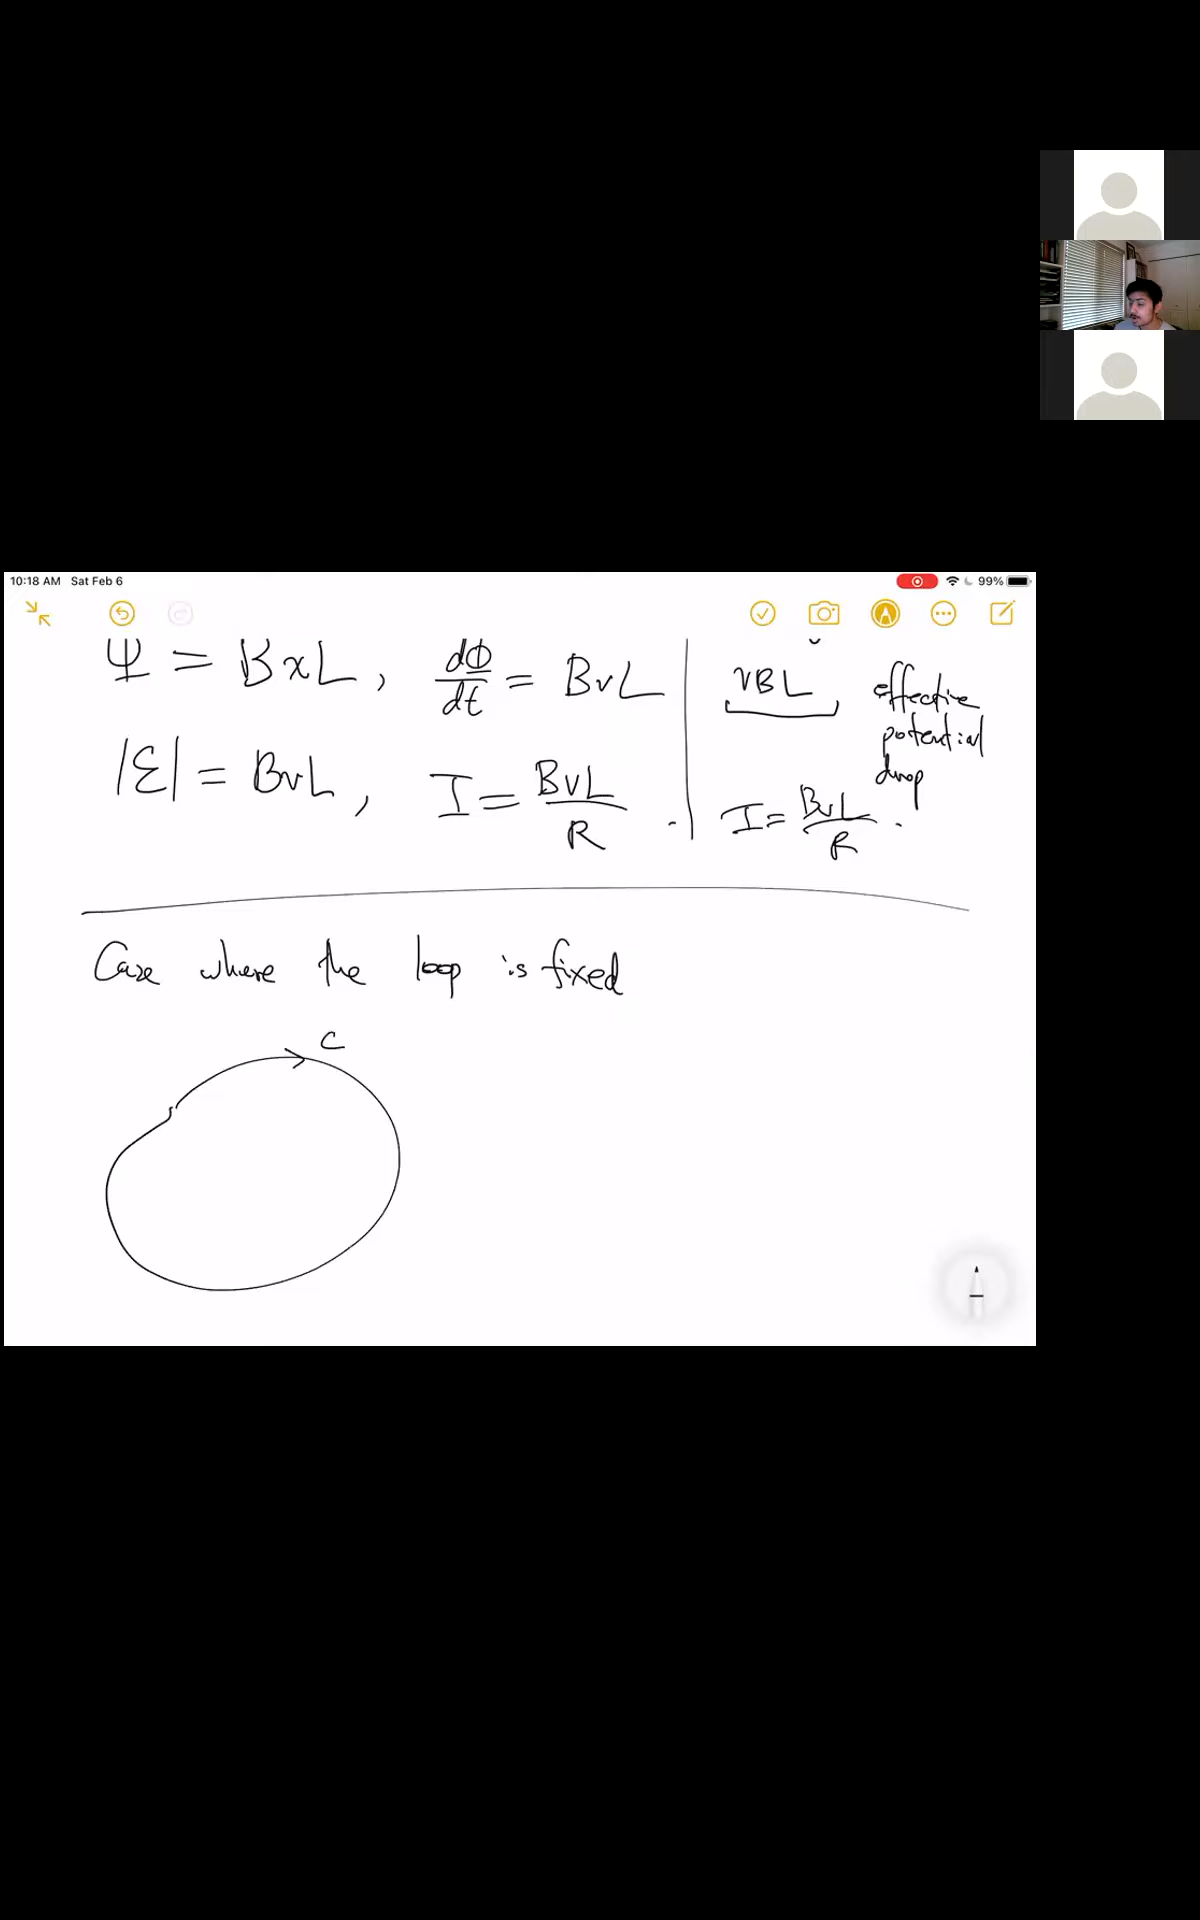 10:18 AM Sat Feb 6
99%
Φ = BxL, dΦ/dt = BvL
|ε| = BvL, I = BvL/R .
vBL
effective
potential
drop
I = BvL/R .
Case where the loop is fixed
C